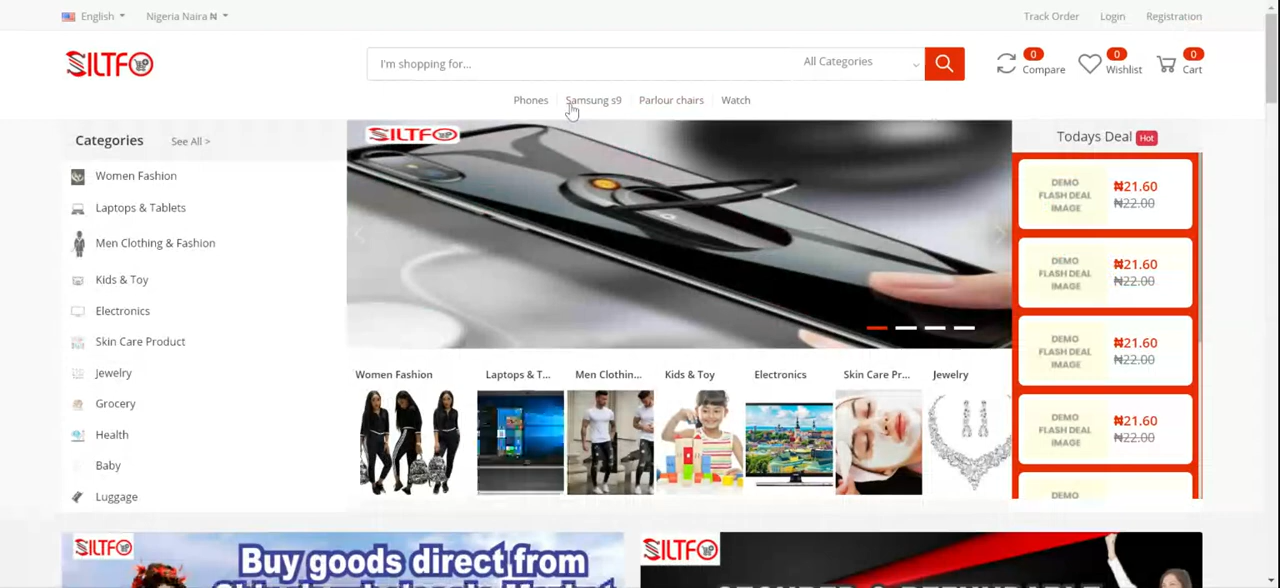 English
Nigeria Naira ₦
Track Order
Login
Registration
SILTFO
I'm shopping for...
All Categories
0
Compare
0
Wishlist
0
Cart
Phones
Samsung s9
Parlour chairs
Watch
Categories
See All >
Women Fashion
Laptops & Tablets
Men Clothing & Fashion
Kids & Toy
Electronics
Skin Care Product
Jewelry
Grocery
Health
Baby
Luggage
SILTFO
Women Fashion
Laptops & T...
Men Clothin...
Kids & Toy
Electronics
Skin Care Pr...
Jewelry
Todays Deal Hot
DEMO
FLASH DEAL
IMAGE
₦21.60
₦22.00
DEMO
FLASH DEAL
IMAGE
₦21.60
₦22.00
DEMO
FLASH DEAL
IMAGE
₦21.60
₦22.00
DEMO
FLASH DEAL
IMAGE
₦21.60
₦22.00
DEMO
SILTFO
Buy goods direct from
SILTFO